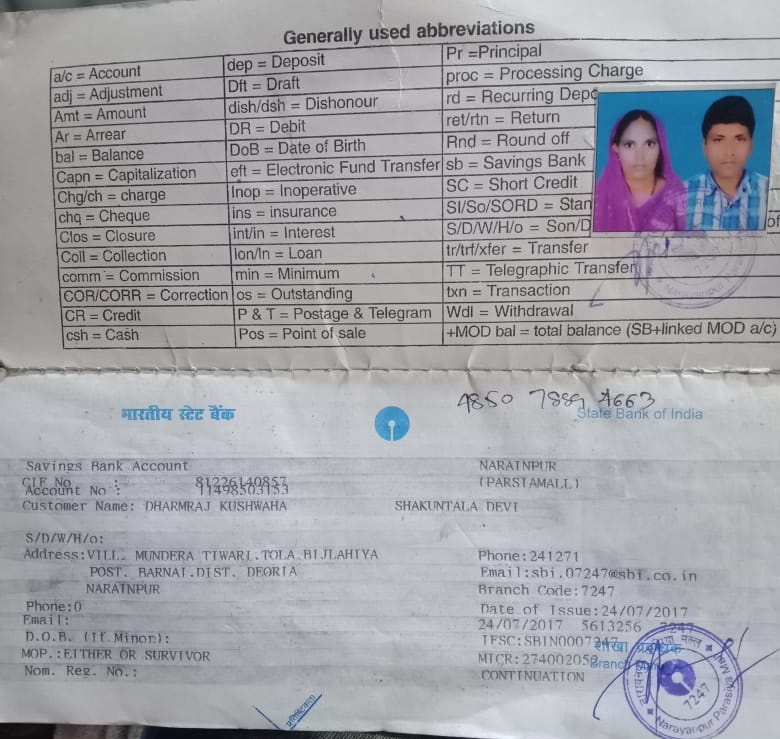 Generally used abbreviations
a/c = Account dep = Deposit Pr =Principal
adj = Adjustment Dft = Draft proc = Processing Charge
Amt = Amount dish/dsh = Dishonour rd = Recurring Depo
Ar = Arrear DR = Debit ret/rtn = Return
bal = Balance DoB = Date of Birth Rnd = Round off
Capn = Capitalization eft = Electronic Fund Transfer sb = Savings Bank
Chg/ch = charge Inop = Inoperative SC = Short Credit
chq = Cheque ins = insurance SI/So/SORD = Stan
Clos = Closure int/in = Interest S/D/W/H/o = Son/D of
Coll = Collection lon/ln = Loan tr/trf/xfer = Transfer
comm = Commission min = Minimum TT = Telegraphic Transfer
COR/CORR = Correction os = Outstanding txn = Transaction
CR = Credit P & T = Postage & Telegram Wdl = Withdrawal
csh = Cash Pos = Point of sale +MOD bal = total balance (SB+linked MOD a/c)
7247
4850 7889 4663
भारतीय स्टेट बैंक State Bank of India
Savings Bank Account NARAINPUR
CIF No : (PARSIAMALL)
Account No :
Customer Name: DHARMRAJ KUSHWAHA SHAKUNTALA DEVI
S/D/W/H/o:
Address:VILL. MUNDERA TIWARI.TOLA BIJLAHIYA Phone:241271
POST. BARNAI.DIST. DEORIA Email:sbi.07247@sbi.co.in
NARAINPUR Branch Code:7247
Phone:0 Date of Issue:24/07/2017
Email: 24/07/2017 5613256 7247
D.O.B. (If Minor): IFSC:SBIN0007247
MOP.:EITHER OR SURVIVOR MICR:274002052
Nom. Reg. No.: CONTINUATION
शाखा प्रबंधक
Branch
7247
Narayanpur Parasiya